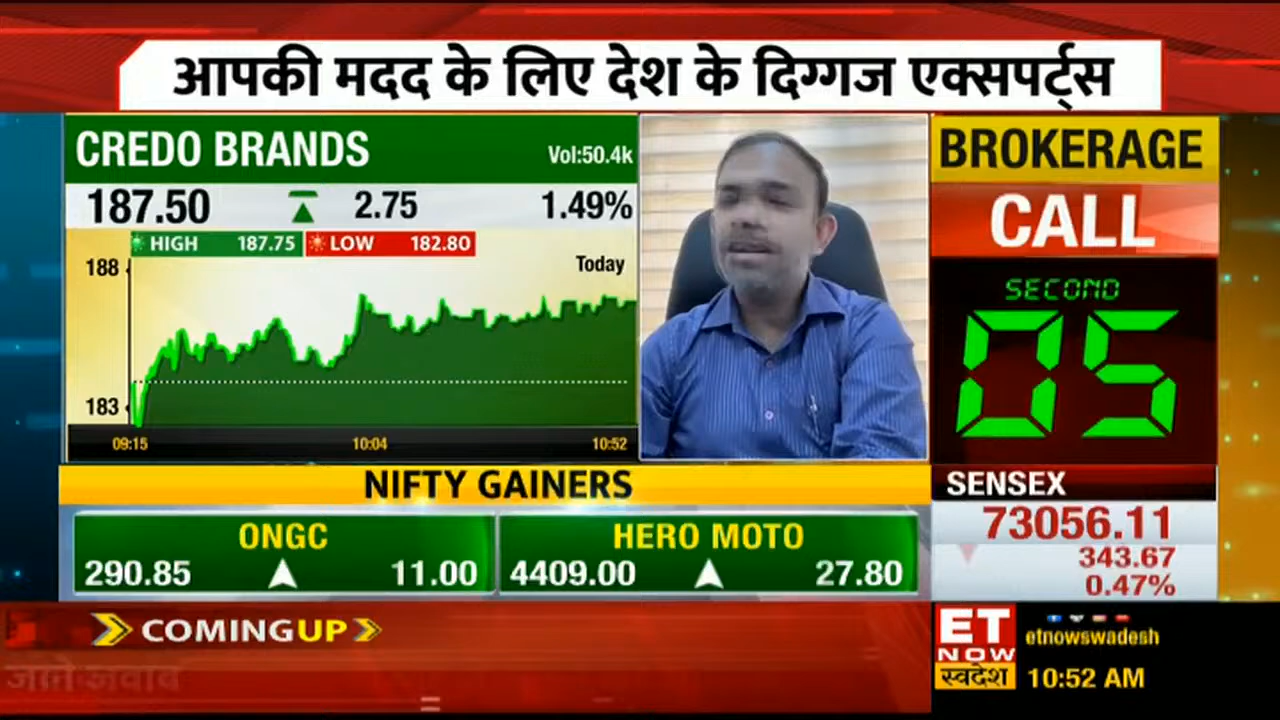 आपकी मदद के लिए देश के दिग्गज एक्सपर्ट्स
CREDO BRANDS Vol:50.4k
187.50 2.75 1.49%
HIGH 187.75 LOW 182.80
Today
188
183
09:15 10:04 10:52
BROKERAGE
CALL
SECOND
05
NIFTY GAINERS
ONGC
290.85 11.00
HERO MOTO
4409.00 27.80
SENSEX
73056.11
343.67
0.47%
COMING UP
जाने जवाब
ET
NOW
स्वदेश
etnowswadesh
10:52 AM